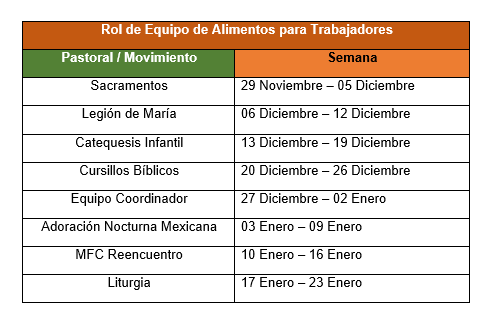 Rol de Equipo de Alimentos para Trabajadores
Pastoral / Movimiento Semana
Sacramentos 29 Noviembre – 05 Diciembre
Legión de María 06 Diciembre – 12 Diciembre
Catequesis Infantil 13 Diciembre – 19 Diciembre
Cursillos Bíblicos 20 Diciembre – 26 Diciembre
Equipo Coordinador 27 Diciembre – 02 Enero
Adoración Nocturna Mexicana 03 Enero – 09 Enero
MFC Reencuentro 10 Enero – 16 Enero
Liturgia 17 Enero – 23 Enero